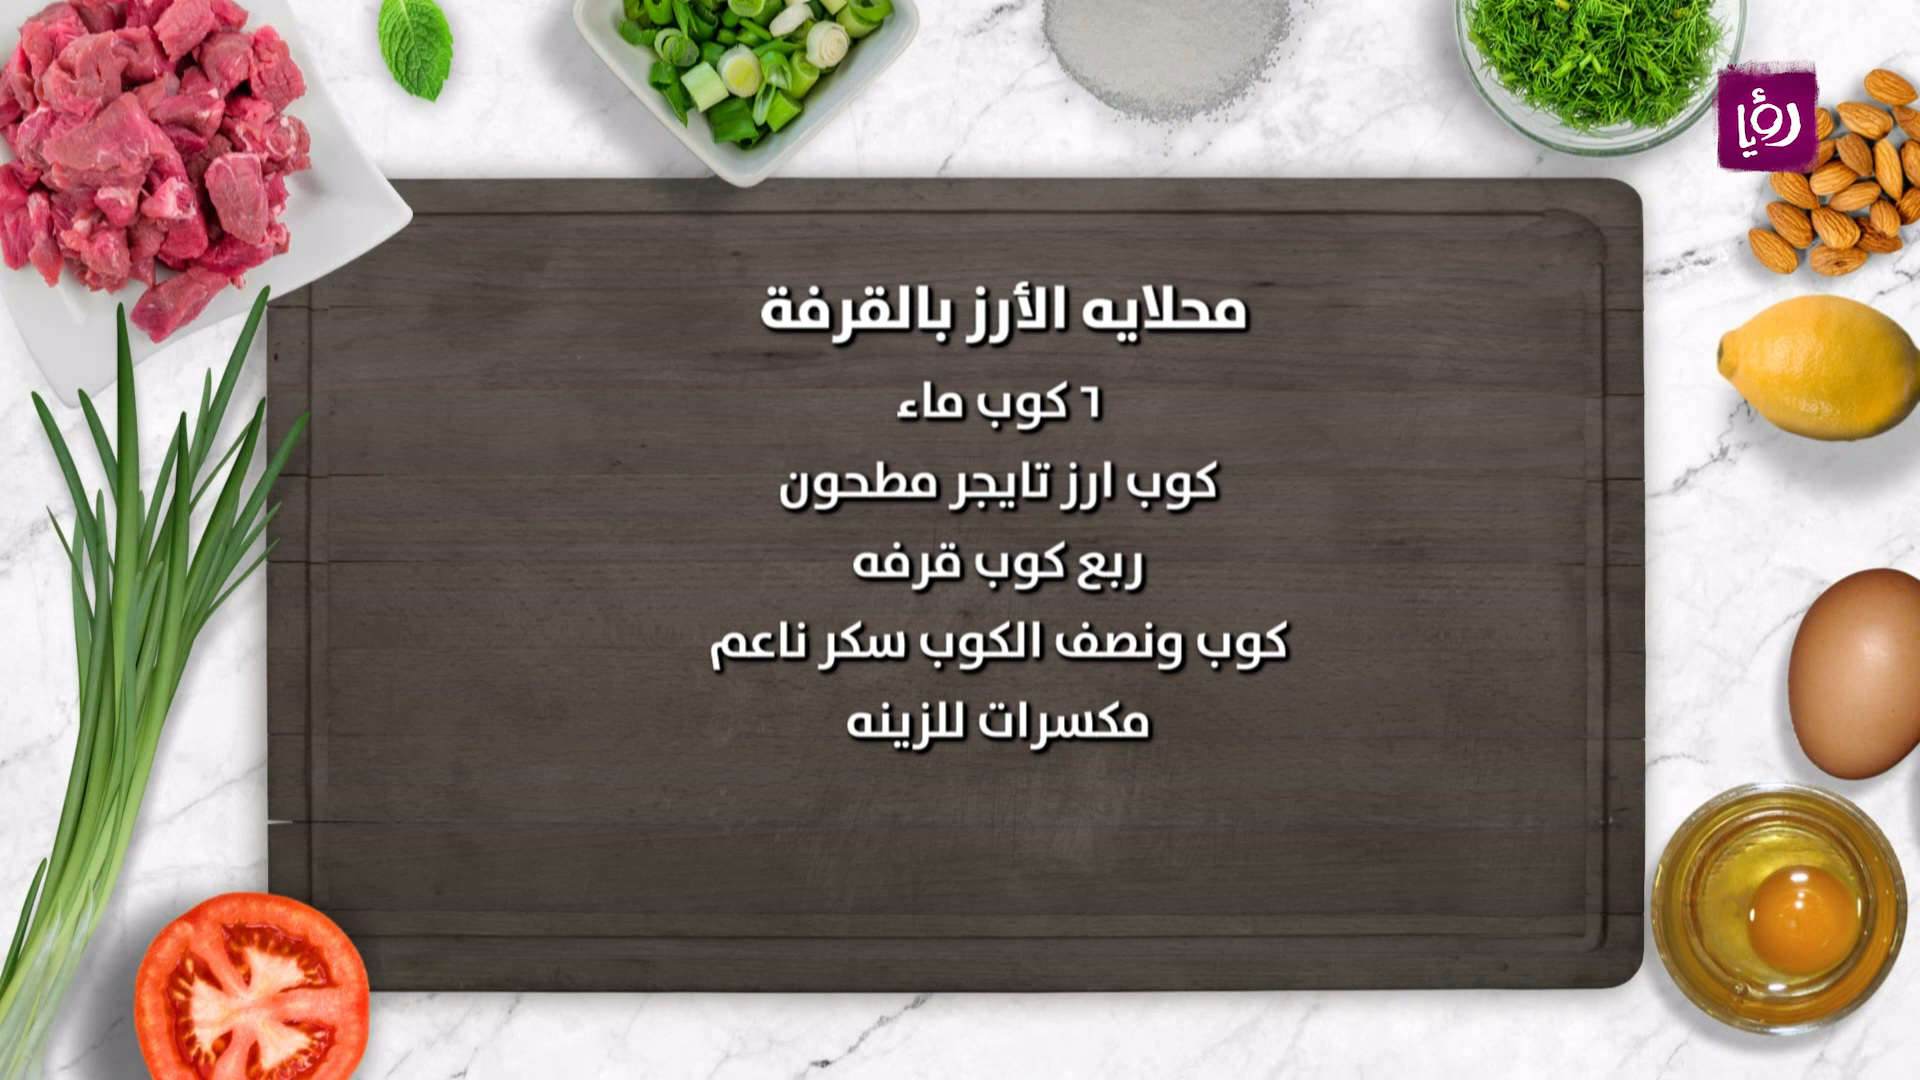 رؤيا
محلايه الأرز بالقرفة
٦ كوب ماء
كوب ارز تايجر مطحون
ربع كوب قرفه
كوب ونصف الكوب سكر ناعم
مكسرات للزينه